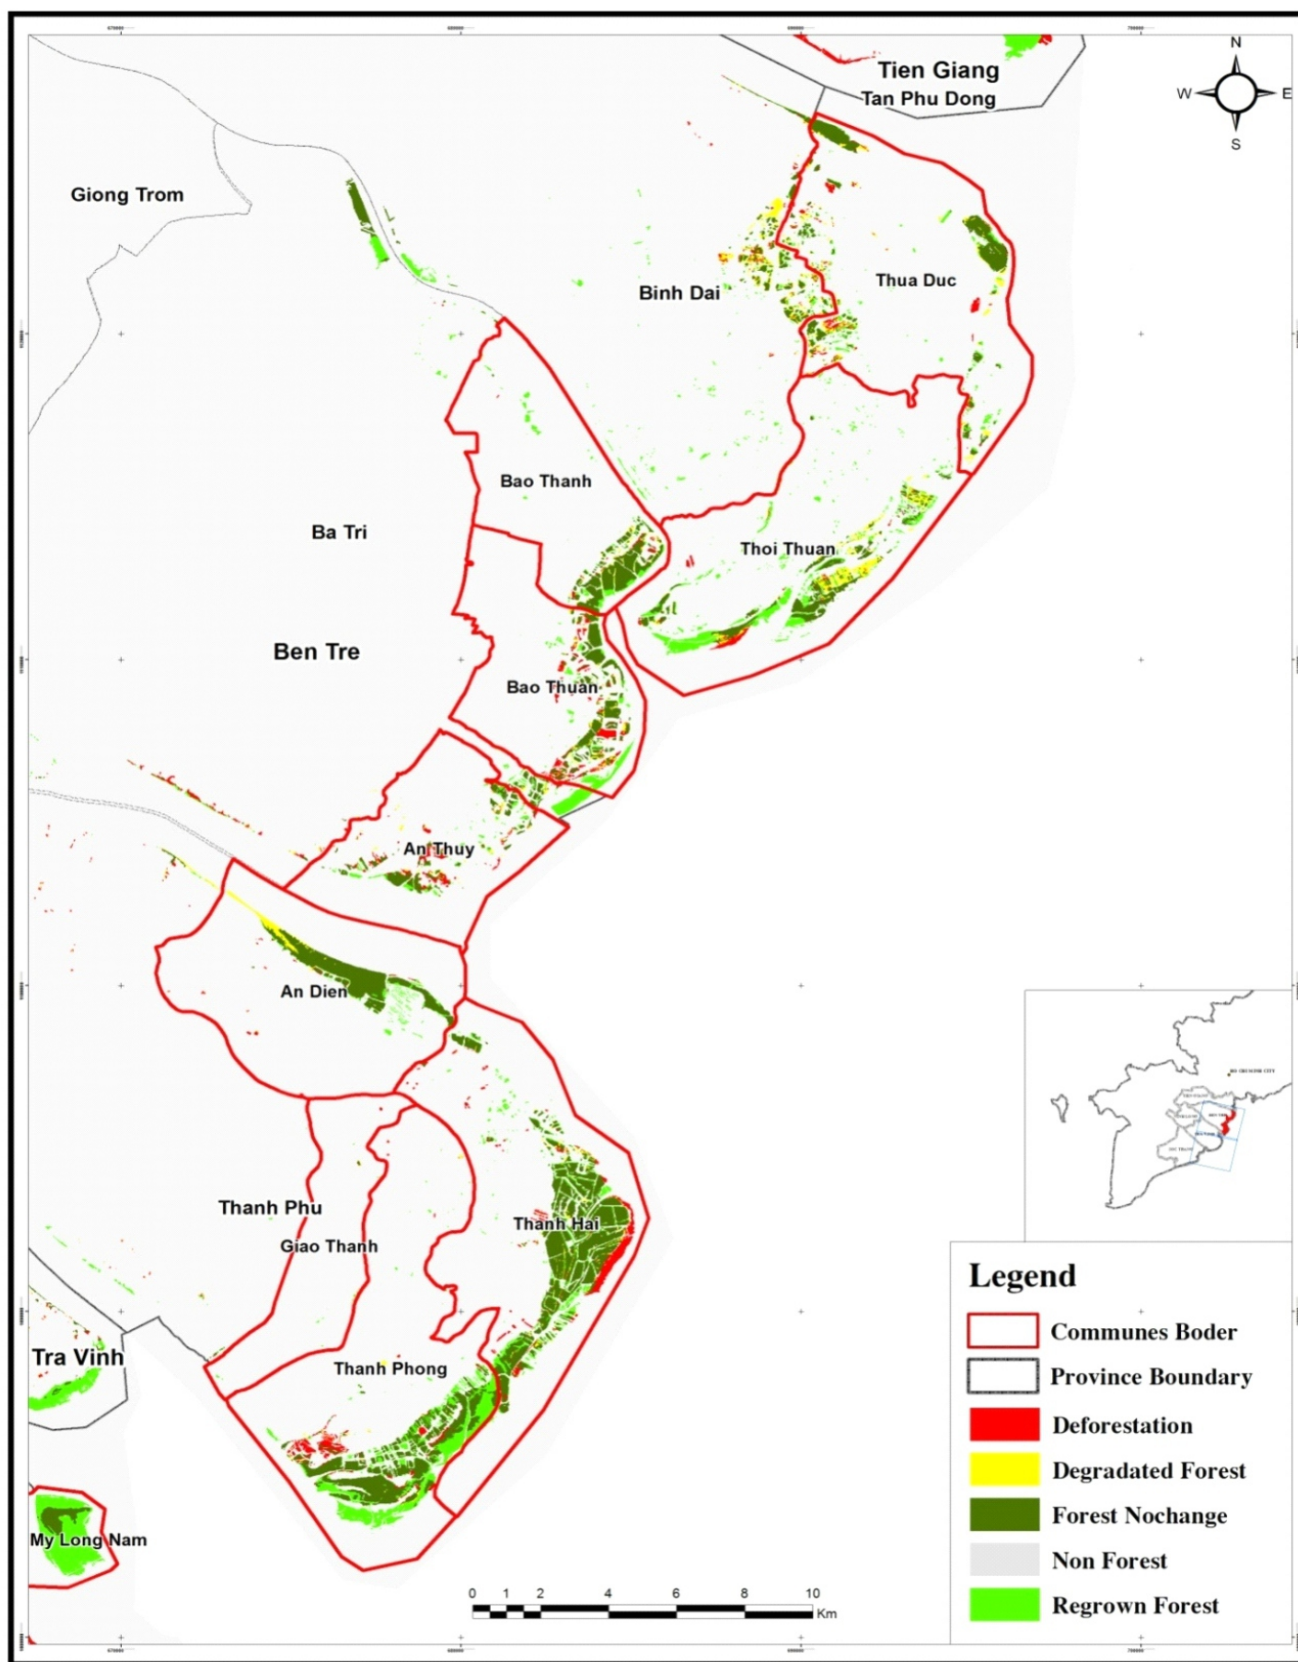 Tien Giang
Tan Phu Dong
N
W
E
S
Giong Trom
Binh Dai
Thua Duc
Bao Thanh
Ba Tri
Thoi Thuan
Ben Tre
Bao Thuan
An Thuy
An Dien
Thanh Phu
Thanh Hai
Giao Thanh
Tra Vinh
Thanh Phong
My Long Nam
0 1 2 4 6 8 10
Km
Legend
Communes Boder
Province Boundary
Deforestation
Degradated Forest
Forest Nochange
Non Forest
Regrown Forest